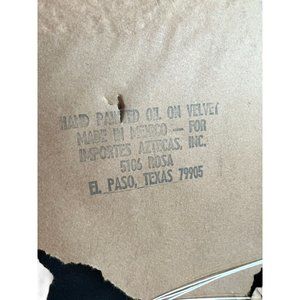 HAND PAINTED OIL ON VELVET
MADE IN MEXICO — FOR
IMPORTES AZTECAS, INC.
5106 ROSA
EL PASO, TEXAS 79905